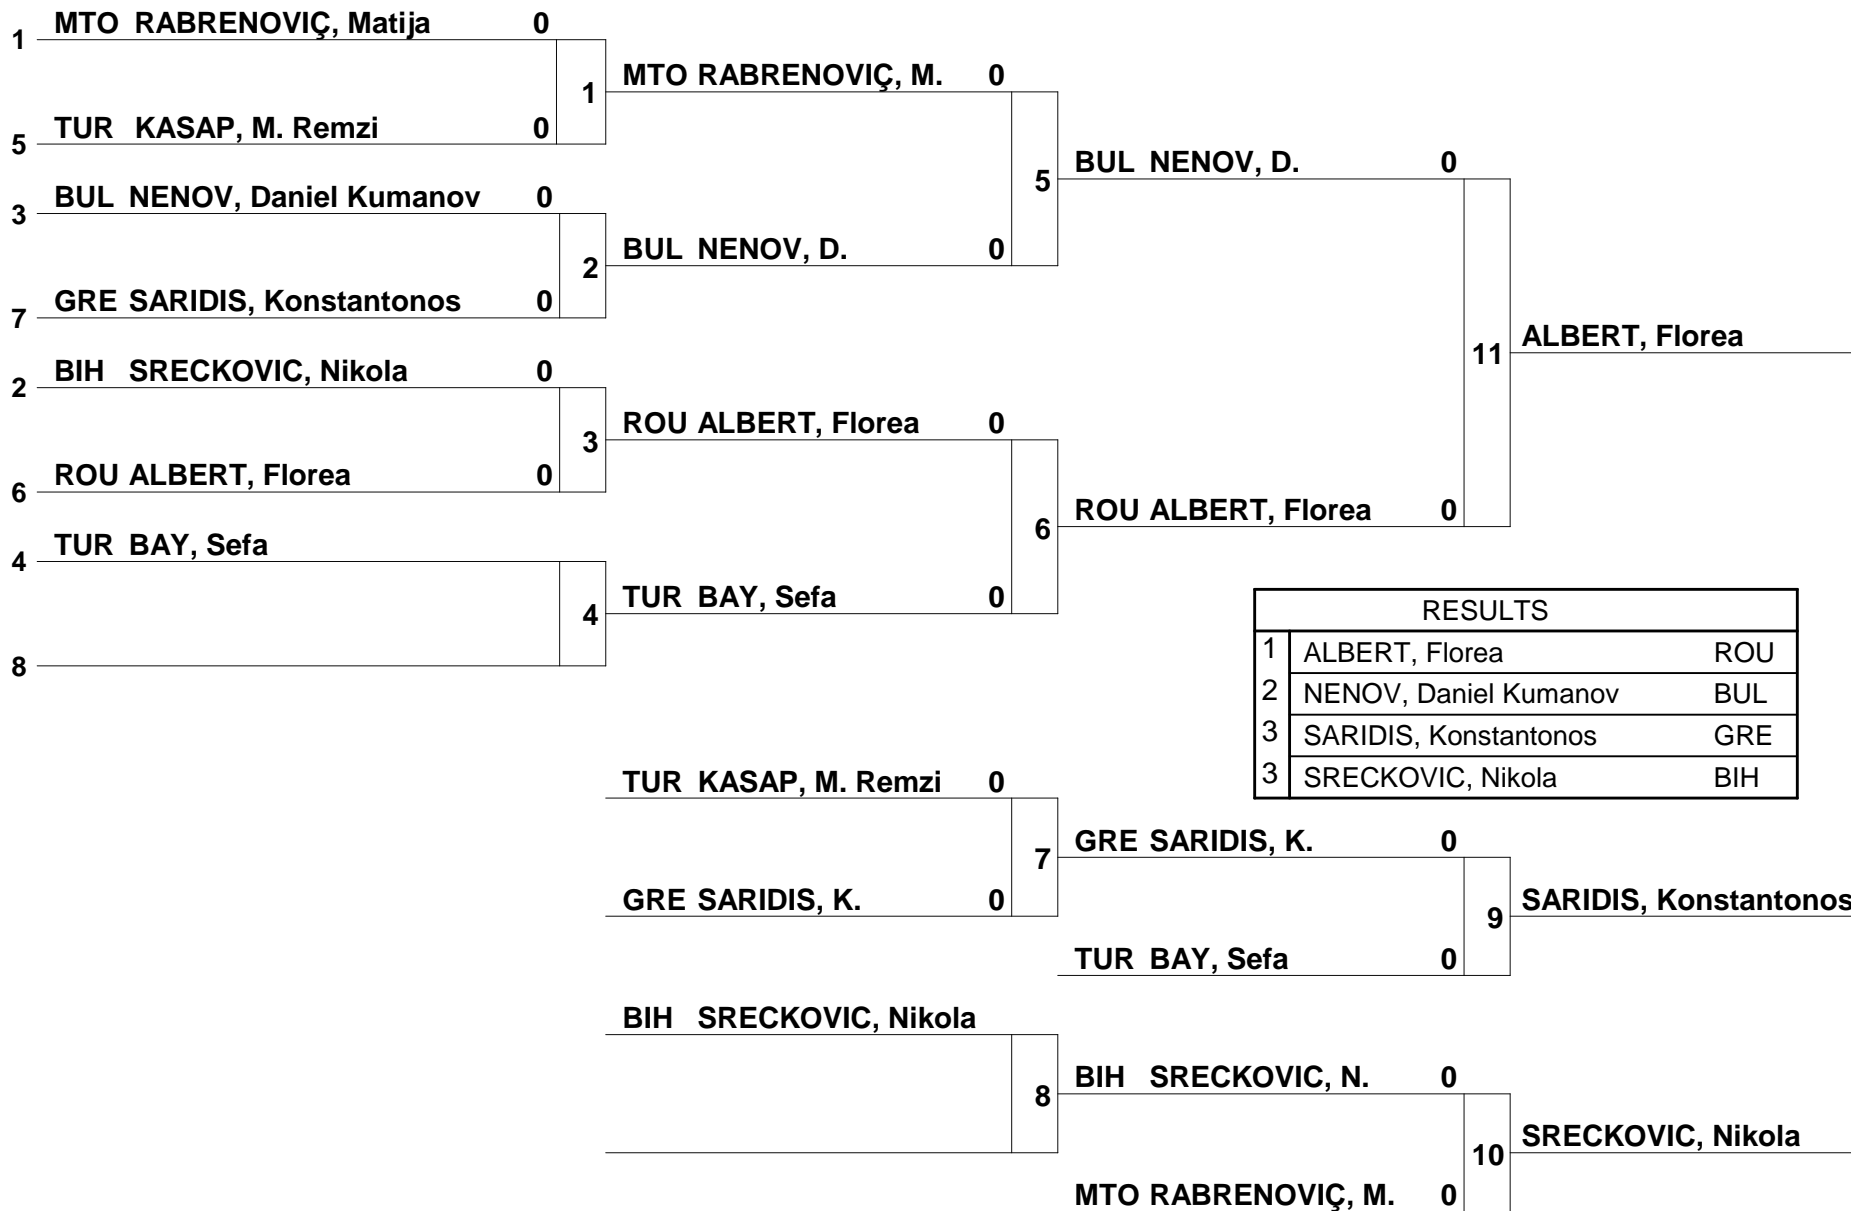 MTO RABRENOVIÇ, Matija 0
1
1
MTO RABRENOVIÇ, M. 0
TUR KASAP, M. Remzi 0
5
5
BUL NENOV, D. 0
BUL NENOV, Daniel Kumanov 0
3
2
BUL NENOV, D. 0
GRE SARIDIS, Konstantonos 0
7
11
ALBERT, Florea
BIH SRECKOVIC, Nikola 0
2
3
ROU ALBERT, Florea 0
ROU ALBERT, Florea 0
6
6
ROU ALBERT, Florea 0
TUR BAY, Sefa
4
4
TUR BAY, Sefa 0
8
RESULTS
1 ALBERT, Florea ROU
2 NENOV, Daniel Kumanov BUL
3 SARIDIS, Konstantonos GRE
3 SRECKOVIC, Nikola BIH
TUR KASAP, M. Remzi 0
7
GRE SARIDIS, K. 0
GRE SARIDIS, K. 0
9
SARIDIS, Konstantonos
TUR BAY, Sefa 0
BIH SRECKOVIC, Nikola
8
BIH SRECKOVIC, N. 0
10
SRECKOVIC, Nikola
MTO RABRENOVIÇ, M. 0